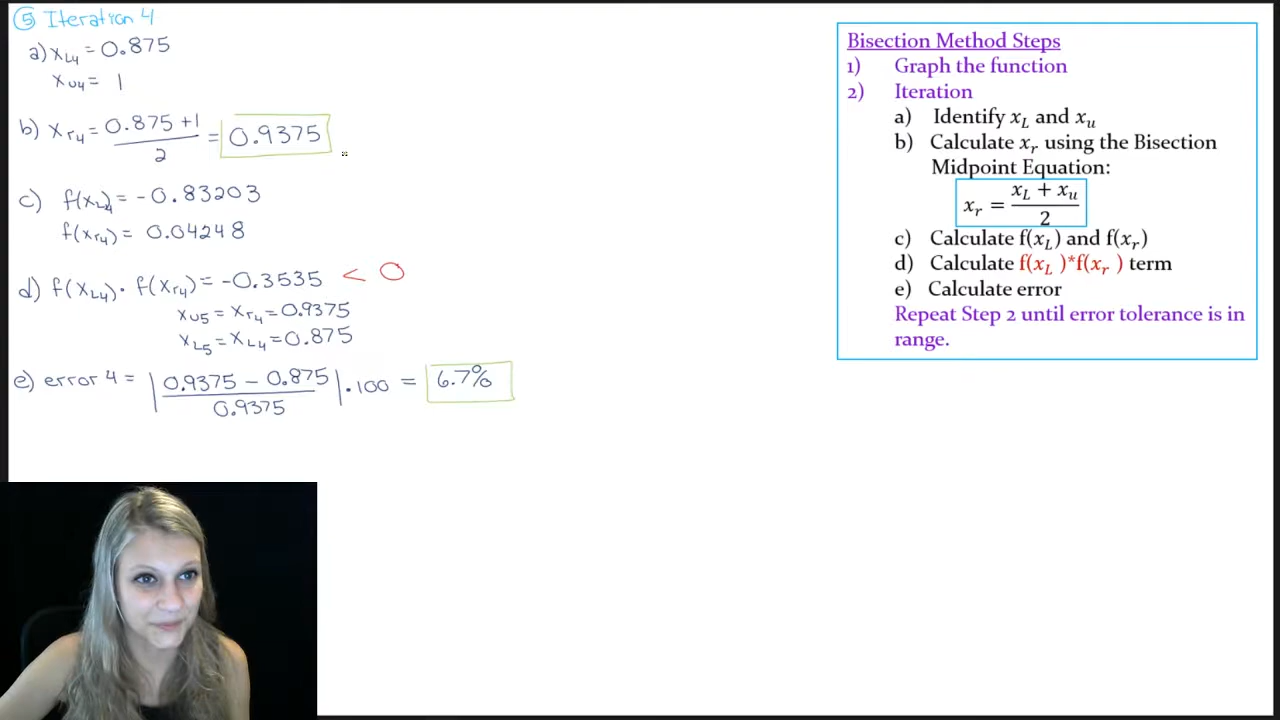 ⑤ Iteration 4
a) x_L4 = 0.875
x_U4 = 1
b) x_r4 = (0.875 + 1)/2 = 0.9375
c) f(x_L4) = -0.83203
f(x_r4) = 0.04248
d) f(x_L4) · f(x_r4) = -0.3535 < 0
x_U5 = x_r4 = 0.9375
x_L5 = x_L4 = 0.875
e) error 4 = |(0.9375 - 0.875)/0.9375| · 100 = 6.7%
Bisection Method Steps
1) Graph the function
2) Iteration
a) Identify x_L and x_u
b) Calculate x_r using the Bisection
Midpoint Equation:
x_r = (x_L + x_u)/2
c) Calculate f(x_L) and f(x_r)
d) Calculate f(x_L )*f(x_r ) term
e) Calculate error
Repeat Step 2 until error tolerance is in
range.